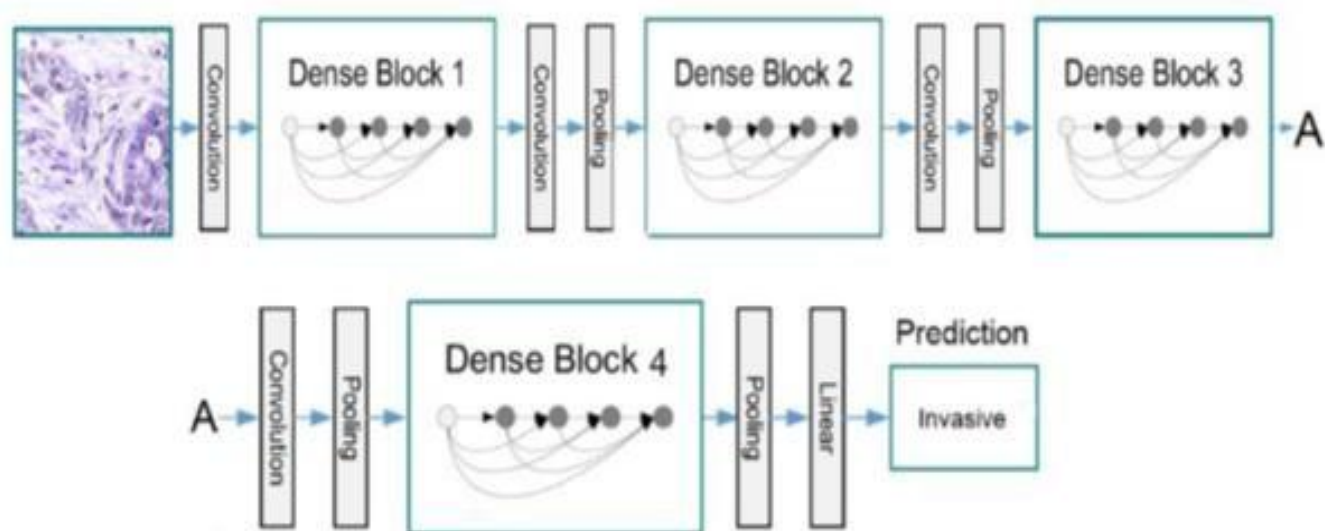 Convolution
Dense Block 1
Convolution
Pooling
Dense Block 2
Convolution
Pooling
Dense Block 3
A
A
Convolution
Pooling
Dense Block 4
Pooling
Linear
Prediction
Invasive